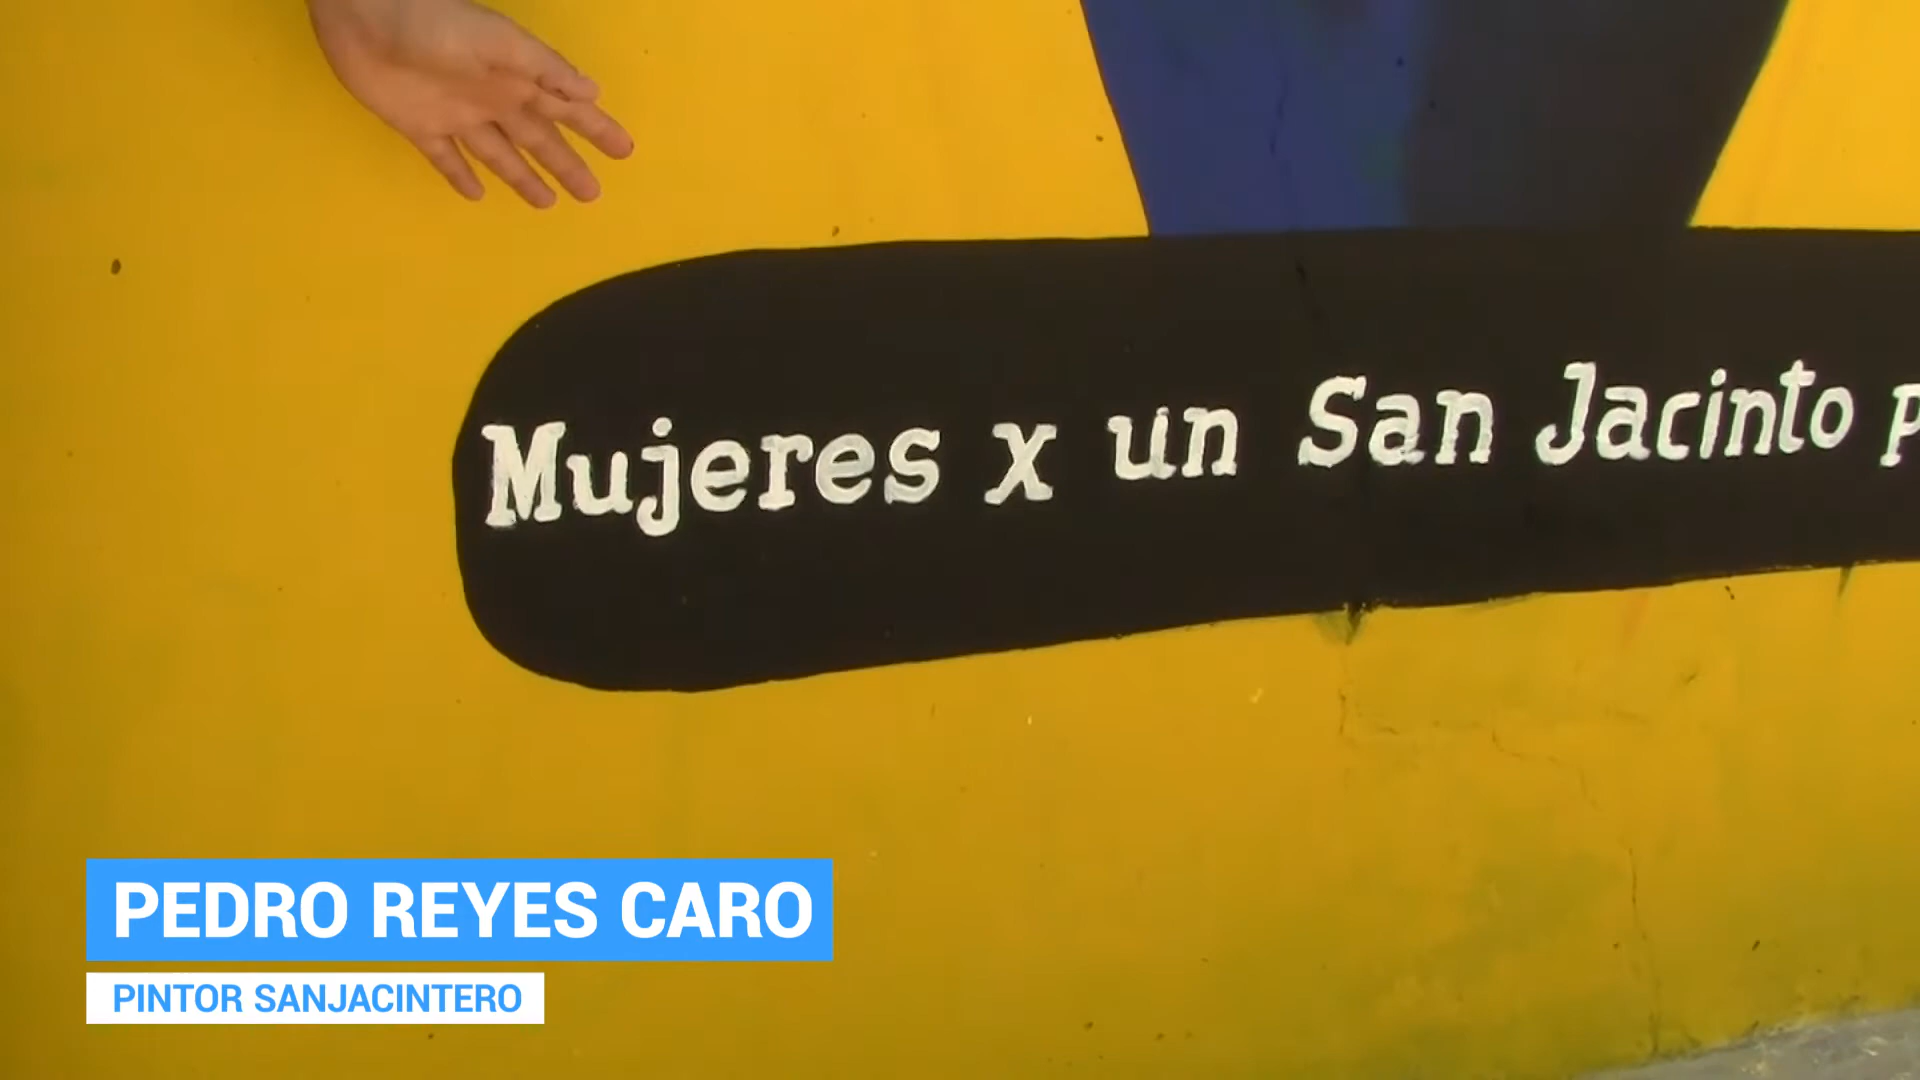 Mujeres x un San Jacinto p
PEDRO REYES CARO
PINTOR SANJACINTERO